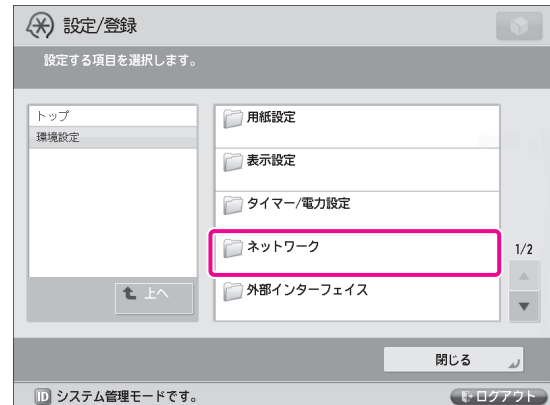 設定/登録
設定する項目を選択します。
トップ
環境設定
上へ
用紙設定
表示設定
タイマー/電力設定
ネットワーク
外部インターフェイス
1/2
閉じる
ID システム管理モードです。
ログアウト